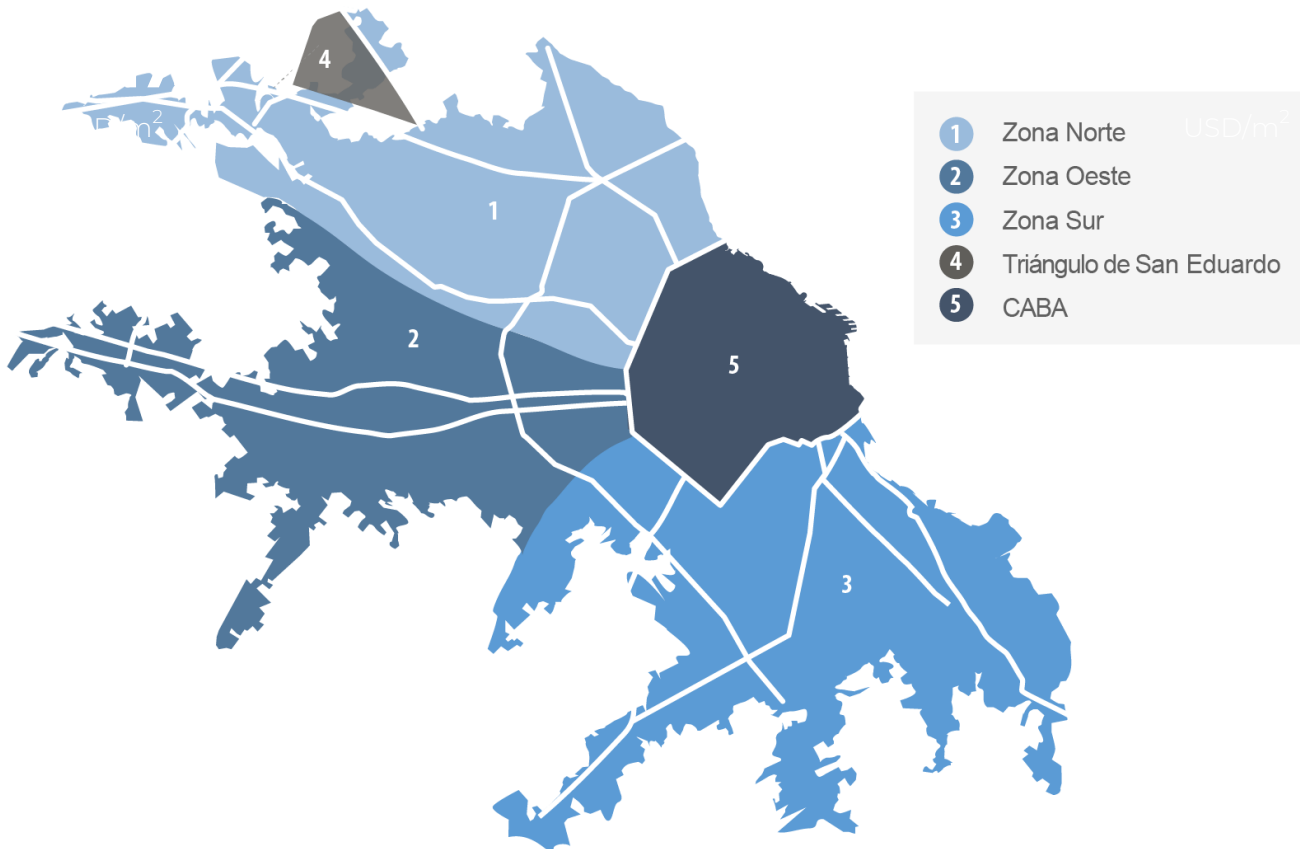 4
1
2
5
3
USD/m²
1 Zona Norte
2 Zona Oeste
3 Zona Sur
4 Triángulo de San Eduardo
5 CABA